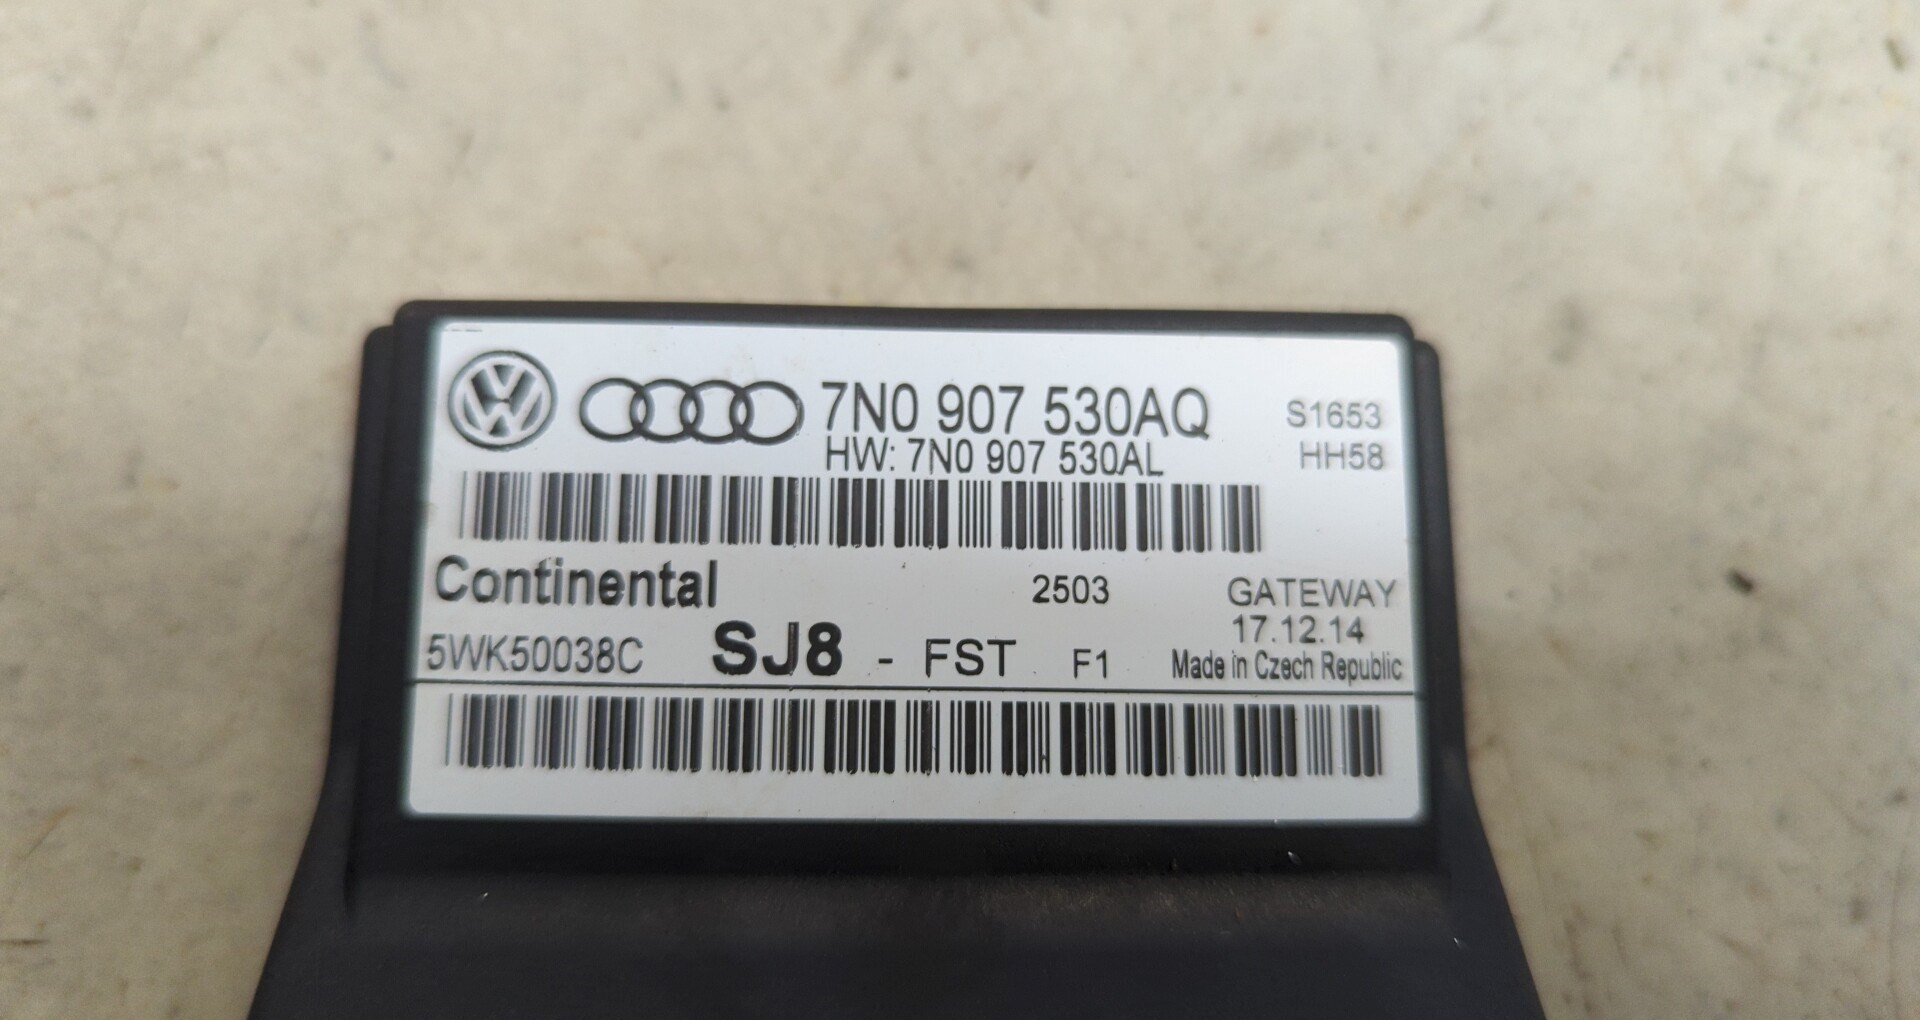 7N0 907 530AQ S1653
HW: 7N0 907 530AL HH58
Continental 2503 GATEWAY
17.12.14
5WK50038C SJ8 - FST F1 Made in Czech Republic